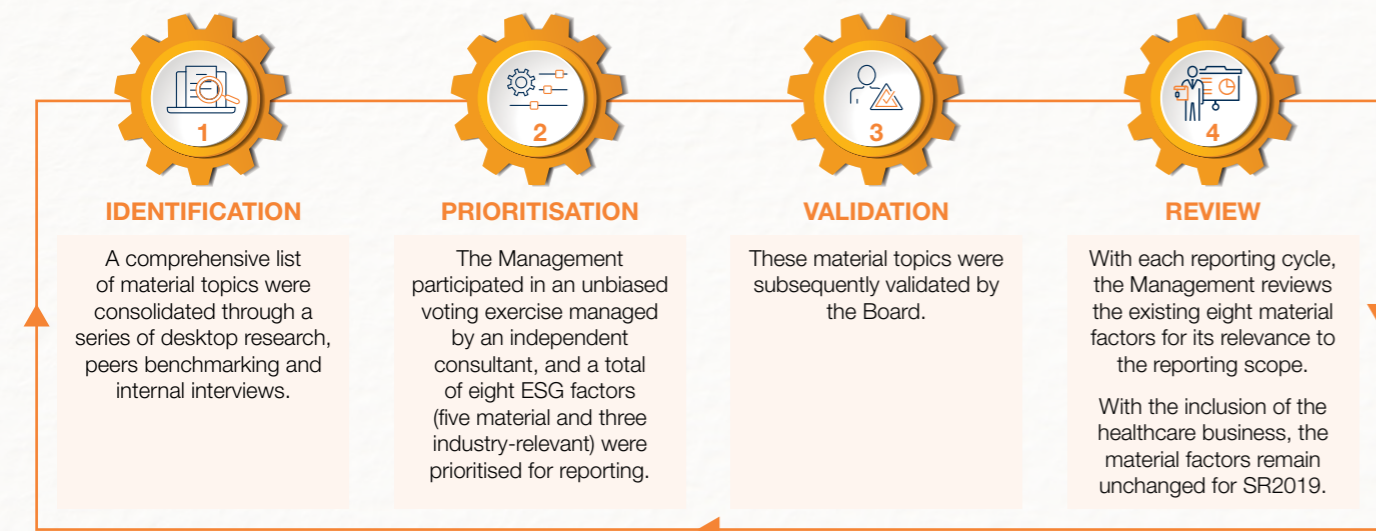 1
IDENTIFICATION
A comprehensive list
of material topics were
consolidated through a
series of desktop research,
peers benchmarking and
internal interviews.
2
PRIORITISATION
The Management
participated in an unbiased
voting exercise managed
by an independent
consultant, and a total
of eight ESG factors
(five material and three
industry-relevant) were
prioritised for reporting.
3
VALIDATION
These material topics were
subsequently validated by
the Board.
4
REVIEW
With each reporting cycle,
the Management reviews
the existing eight material
factors for its relevance to
the reporting scope.
With the inclusion of the
healthcare business, the
material factors remain
unchanged for SR2019.